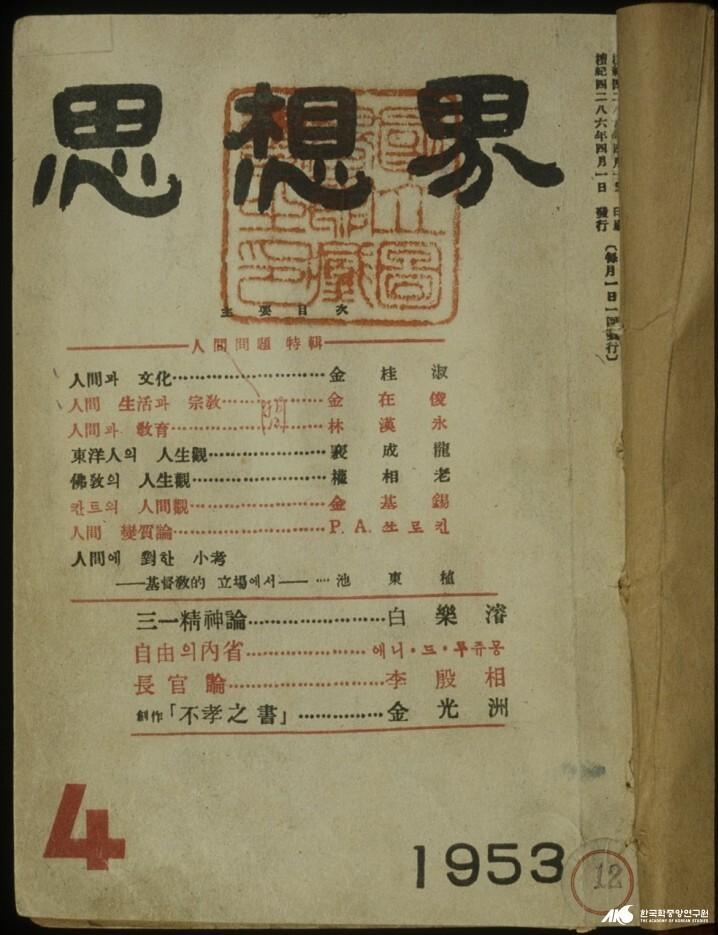 思想界
主要目次
人間問題 特輯
人間과 文化 金桂淑
人間 生活과 宗敎 金在俊
人間과 敎育 林漢永
東洋人의 人生觀 裵成龍
佛敎의 人生觀 權相老
칸트의 人間觀 金基錫
人間 變質論 P. A. 쏘로킨
人間에 對한 小考
──基督敎的 立場에서── 池東植
三一精神論 白樂濬
自由의內省 에니·드·루쥬몽
長官論 李殷相
創作「不孝之書」 金光洲
4
1953
12
檀紀四二八六年四月一日 發行
(每月一日一回發行)
한국학중앙연구원
THE ACADEMY OF KOREAN STUDIES